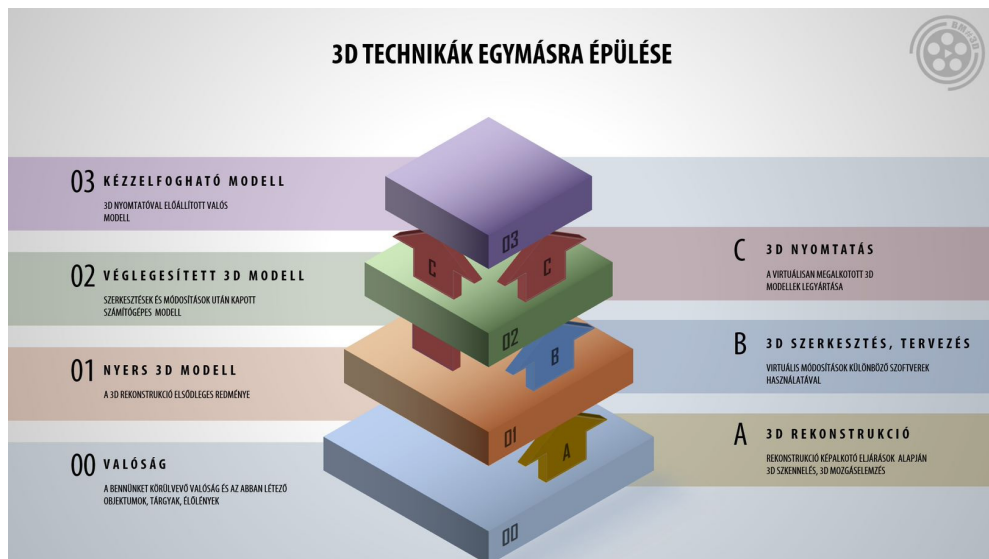 BMe3D
3D TECHNIKÁK EGYMÁSRA ÉPÜLÉSE
03 KÉZZELFOGHATÓ MODELL
3D NYOMTATÓVAL ELŐÁLLÍTOTT VALÓS
MODELL
02 VÉGLEGESÍTETT 3D MODELL
SZERKESZTÉSEK ÉS MÓDOSÍTÁSOK UTÁN KAPOTT
SZÁMÍTÓGÉPES MODELL
01 NYERS 3D MODELL
A 3D REKONSTRUKCIÓ ELSŐDLEGES REDMÉNYE
00 VALÓSÁG
A BENNÜNKET KÖRÜLVEVŐ VALÓSÁG ÉS AZ ABBAN LÉTEZŐ
OBJEKTUMOK, TÁRGYAK, ÉLŐLÉNYEK
03
C
C
02
B
01
A
00
C 3D NYOMTATÁS
A VIRTUÁLISAN MEGALKOTOTT 3D
MODELLEK LEGYÁRTÁSA
B 3D SZERKESZTÉS, TERVEZÉS
VIRTUÁLIS MÓDOSÍTÁSOK KÜLÖNBÖZŐ SZOFTVEREK
HASZNÁLATÁVAL
A 3D REKONSTRUKCIÓ
REKONSTRUKCIÓ KÉPALKOTÓ ELJÁRÁSOK ALAPJÁN
3D SZKENNELÉS, 3D MOZGÁSELEMZÉS